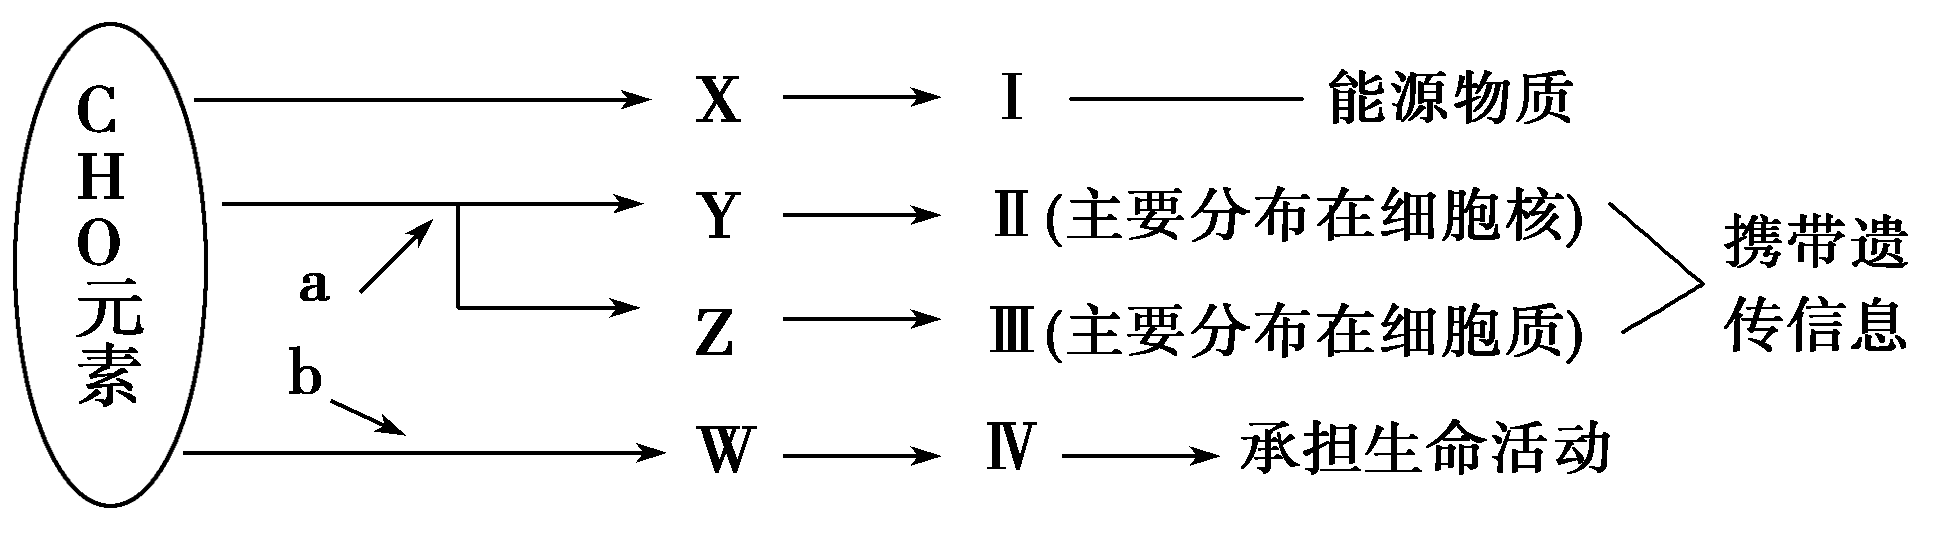 C
H
O
元
素
X
Ⅰ
能源物质
Y
Ⅱ(主要分布在细胞核)
a
Z
Ⅲ(主要分布在细胞质)
携带遗
传信息
b
W
Ⅳ
承担生命活动